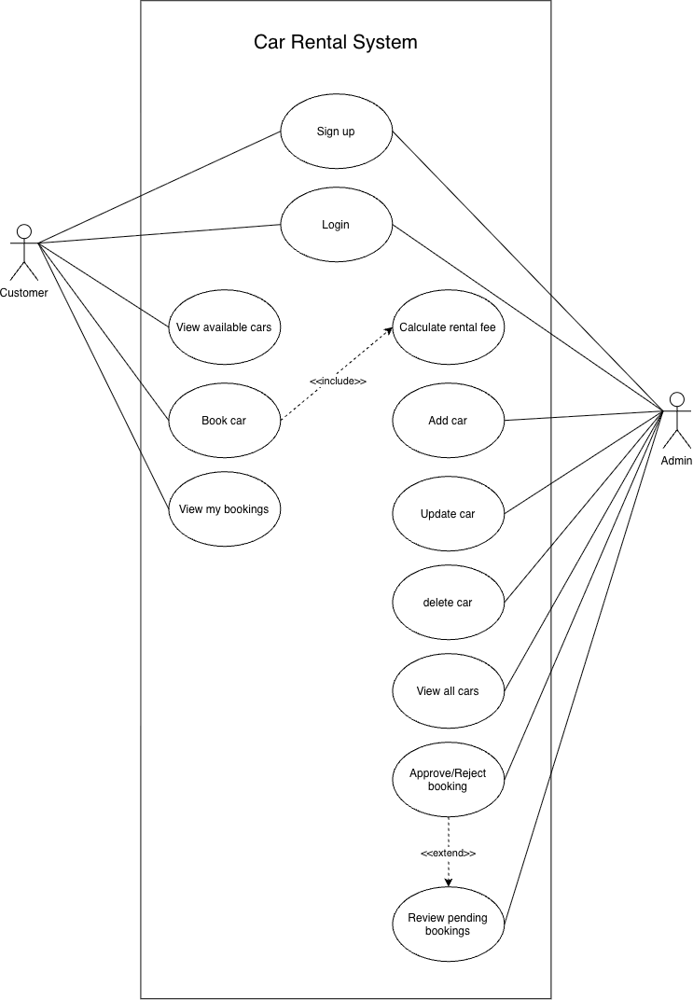 Car Rental System
Sign up
Login
Customer
View available cars
Calculate rental fee
<<include>>
Book car
Add car
Admin
View my bookings
Update car
delete car
View all cars
Approve/Reject
booking
<<extend>>
Review pending
bookings